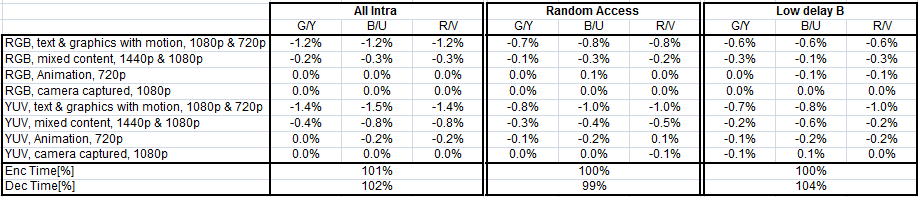 All Intra Random Access Low delay B
G/Y B/U R/V G/Y B/U R/V G/Y B/U R/V
RGB, text & graphics with motion, 1080p & 720p -1.2% -1.2% -1.2% -0.7% -0.8% -0.8% -0.6% -0.6% -0.6%
RGB, mixed content, 1440p & 1080p -0.2% -0.3% -0.3% -0.1% -0.3% -0.2% -0.3% -0.1% -0.3%
RGB, Animation, 720p 0.0% 0.0% 0.0% 0.0% 0.1% 0.0% 0.0% -0.1% -0.1%
RGB, camera captured, 1080p 0.0% 0.0% 0.0% 0.0% 0.0% 0.0% 0.0% 0.0% 0.0%
YUV, text & graphics with motion, 1080p & 720p -1.4% -1.5% -1.4% -0.8% -1.0% -1.0% -0.7% -0.8% -1.0%
YUV, mixed content, 1440p & 1080p -0.4% -0.8% -0.8% -0.3% -0.4% -0.5% -0.2% -0.6% -0.2%
YUV, Animation, 720p 0.0% -0.2% -0.2% -0.1% -0.2% 0.1% -0.1% -0.2% -0.2%
YUV, camera captured, 1080p 0.0% 0.0% 0.0% 0.0% 0.0% -0.1% -0.1% 0.1% 0.0%
Enc Time[%] 101% 100% 100%
Dec Time[%] 102% 99% 104%